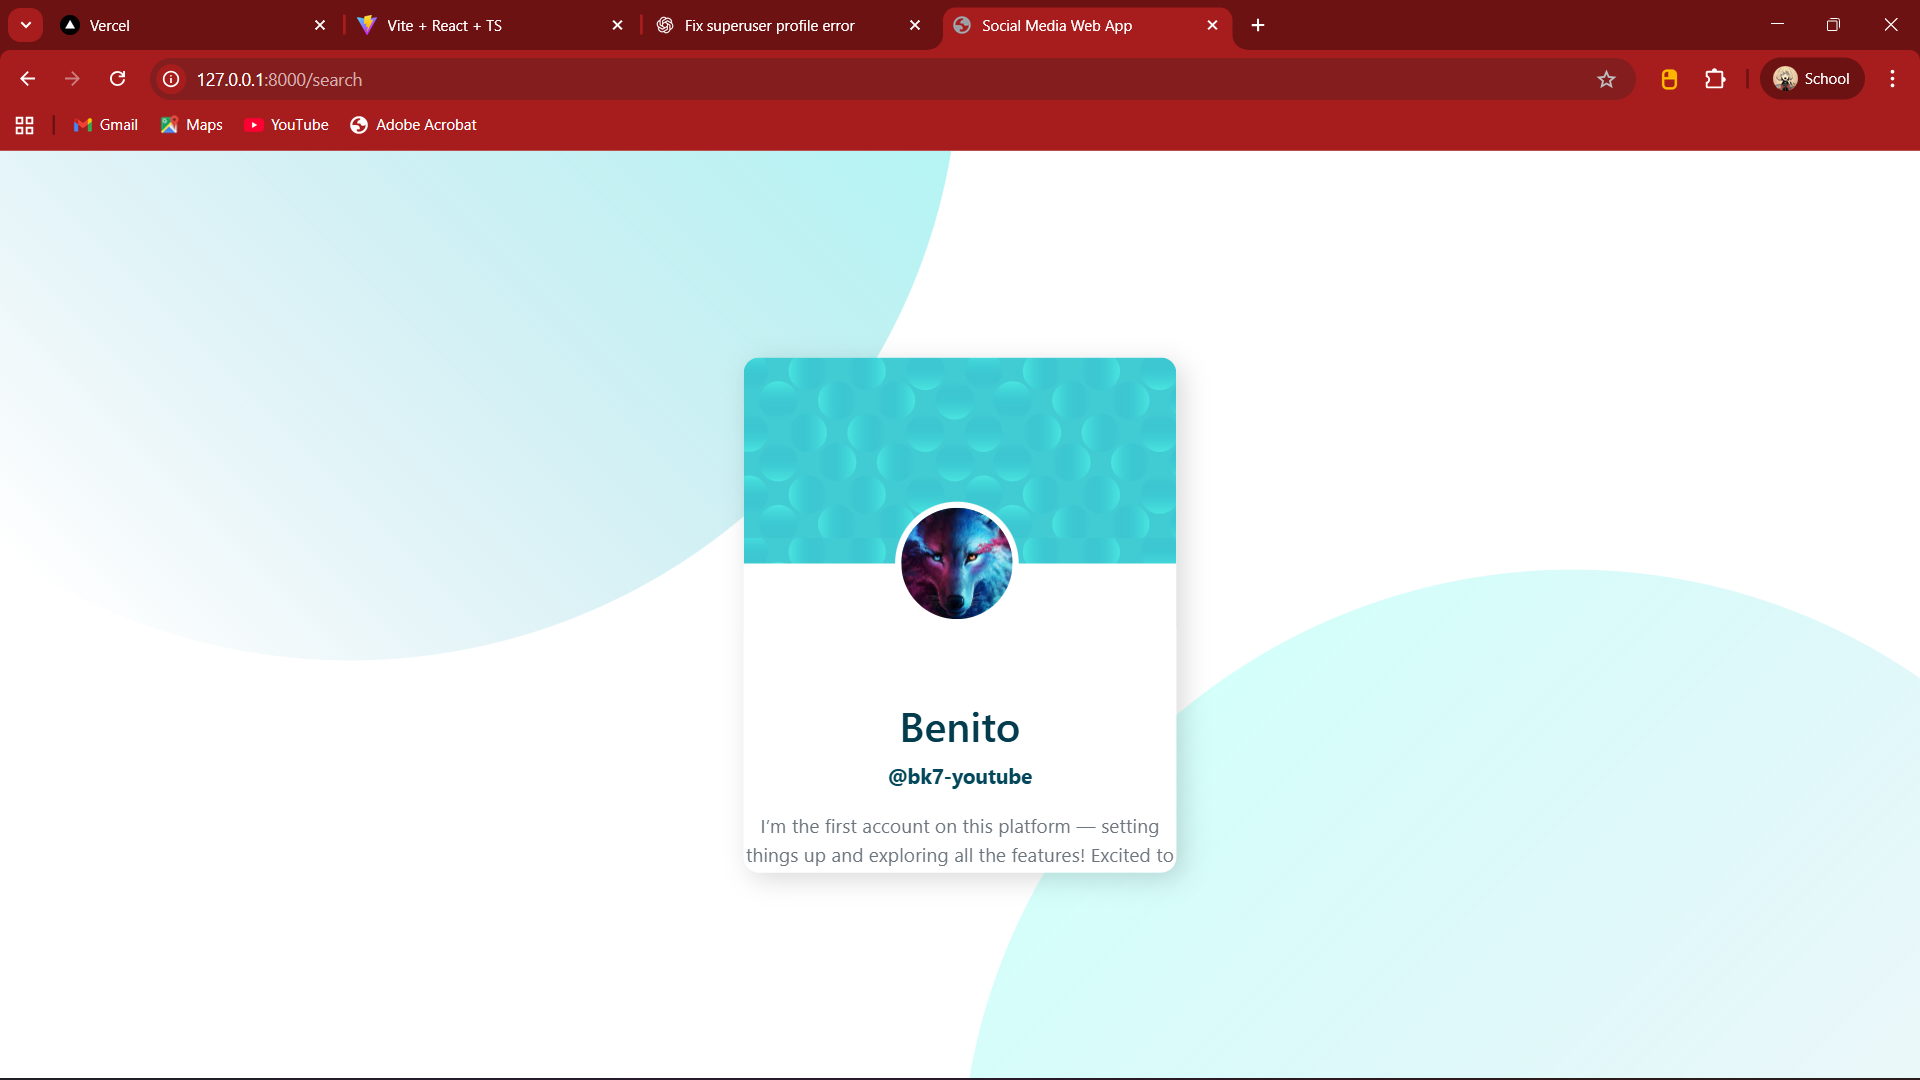 Vercel
Vite + React + TS
Fix superuser profile error
Social Media Web App
127.0.0.1:8000/search
School
Gmail
Maps
YouTube
Adobe Acrobat
Benito
@bk7-youtube
I'm the first account on this platform — setting
things up and exploring all the features! Excited to